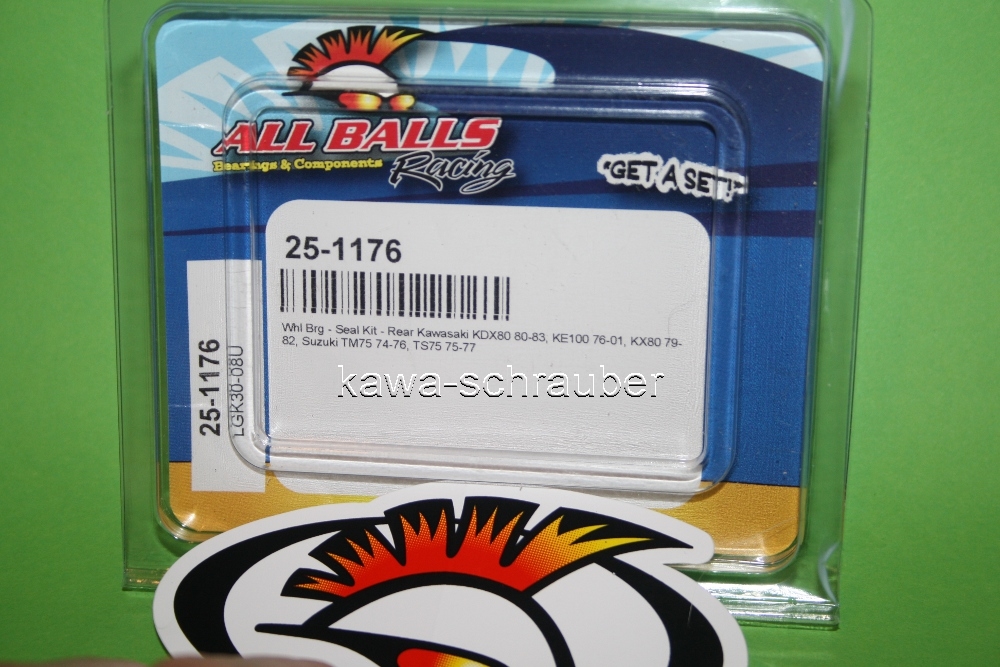 ALL BALLS
Bearings & Components
Racing
"GET A SET!"
25-1176
Whl Brg - Seal Kit - Rear Kawasaki KDX80 80-83, KE100 76-01, KX80 79-
82, Suzuki TM75 74-76, TS75 75-77
kawa-schrauber
25-1176
LGK30-08U